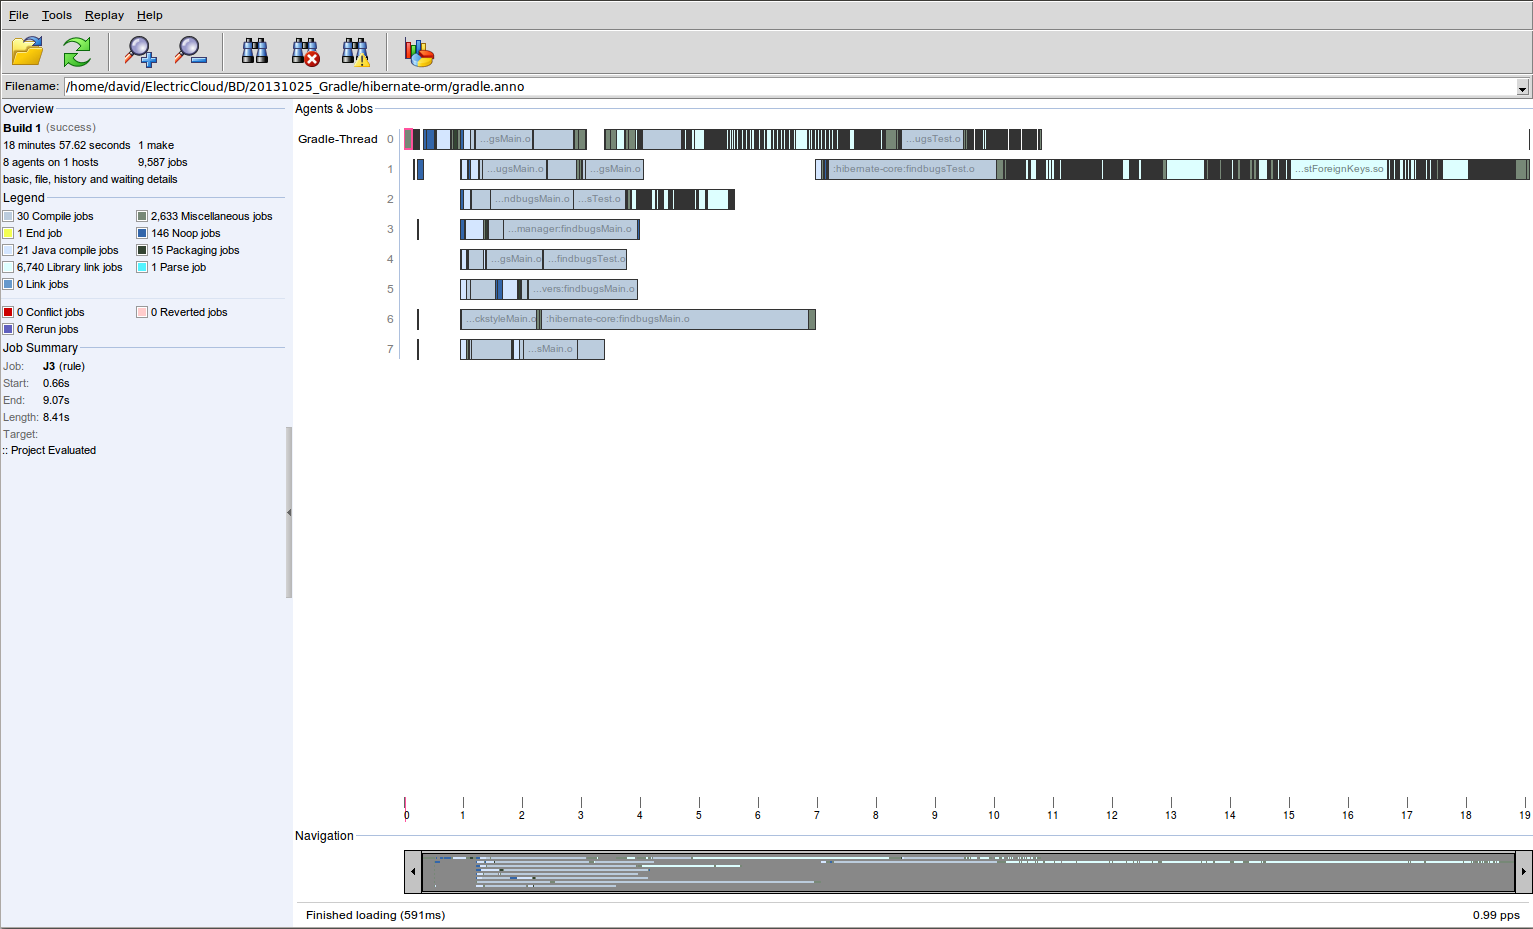 File Tools Replay Help
Filename: /home/david/ElectricCloud/BD/20131025_Gradle/hibernate-orm/gradle.anno
Overview
Build 1 (success)
18 minutes 57.62 seconds 1 make
8 agents on 1 hosts 9,587 jobs
basic, file, history and waiting details
Legend
30 Compile jobs 2,633 Miscellaneous jobs
1 End job 146 Noop jobs
21 Java compile jobs 15 Packaging jobs
6,740 Library link jobs 1 Parse job
0 Link jobs
0 Conflict jobs 0 Reverted jobs
0 Rerun jobs
Job Summary
Job: J3 (rule)
Start: 0.66s
End: 9.07s
Length: 8.41s
Target:
:: Project Evaluated
Agents & Jobs
Gradle-Thread 0 ...gsMain.o ...ugsTest.o
1 ...ugsMain.o ...gsMain.o :hibernate-core:findbugsTest.o ...stForeignKeys.so
2 ...ndbugsMain.o ...sTest.o
3 ...manager:findbugsMain.o
4 ...gsMain.o ...findbugsTest.o
5 ...vers:findbugsMain.o
6 ...ckstyleMain.o :hibernate-core:findbugsMain.o
7 ...sMain.o
0 1 2 3 4 5 6 7 8 9 10 11 12 13 14 15 16 17 18 19
Navigation
Finished loading (591ms) 0.99 pps